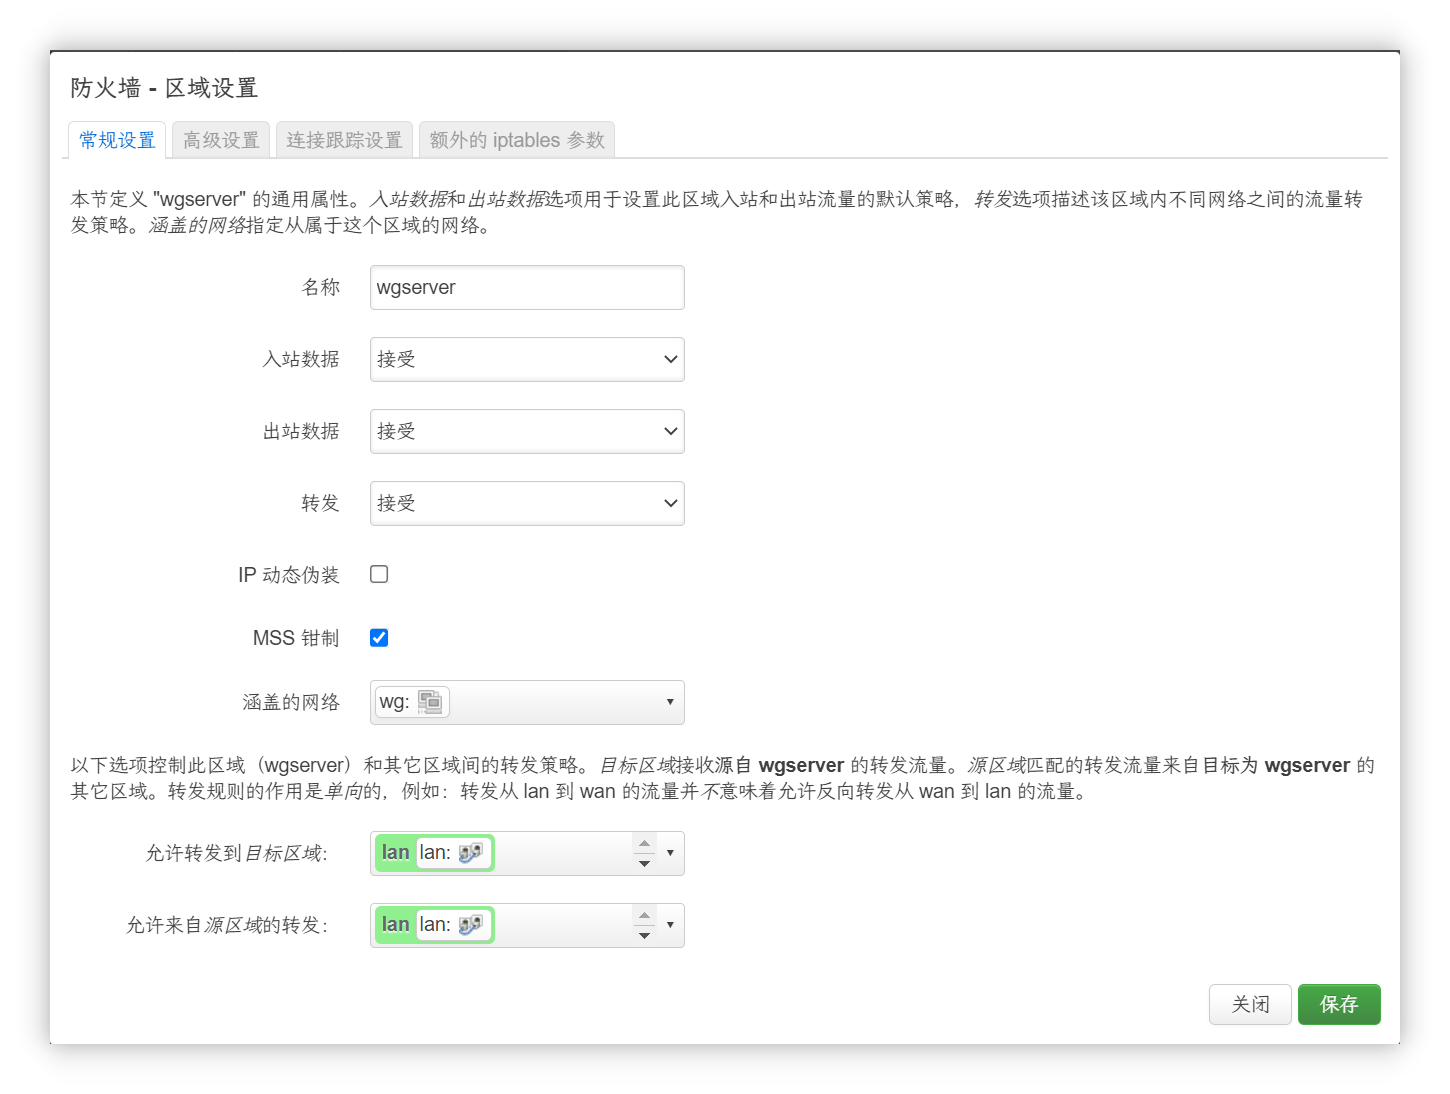 防火墙 - 区域设置
常规设置 高级设置 连接跟踪设置 额外的 iptables 参数
本节定义 "wgserver" 的通用属性。入站数据和出站数据选项用于设置此区域入站和出站流量的默认策略，转发选项描述该区域内不同网络之间的流量转
发策略。涵盖的网络指定从属于这个区域的网络。
名称 wgserver
入站数据 接受
出站数据 接受
转发 接受
IP 动态伪装
MSS 钳制
涵盖的网络 wg:
以下选项控制此区域（wgserver）和其它区域间的转发策略。目标区域接收源自 wgserver 的转发流量。源区域匹配的转发流量来自目标为 wgserver 的
其它区域。转发规则的作用是单向的，例如：转发从 lan 到 wan 的流量并不意味着允许反向转发从 wan 到 lan 的流量。
允许转发到目标区域： lan lan:
允许来自源区域的转发： lan lan:
关闭 保存